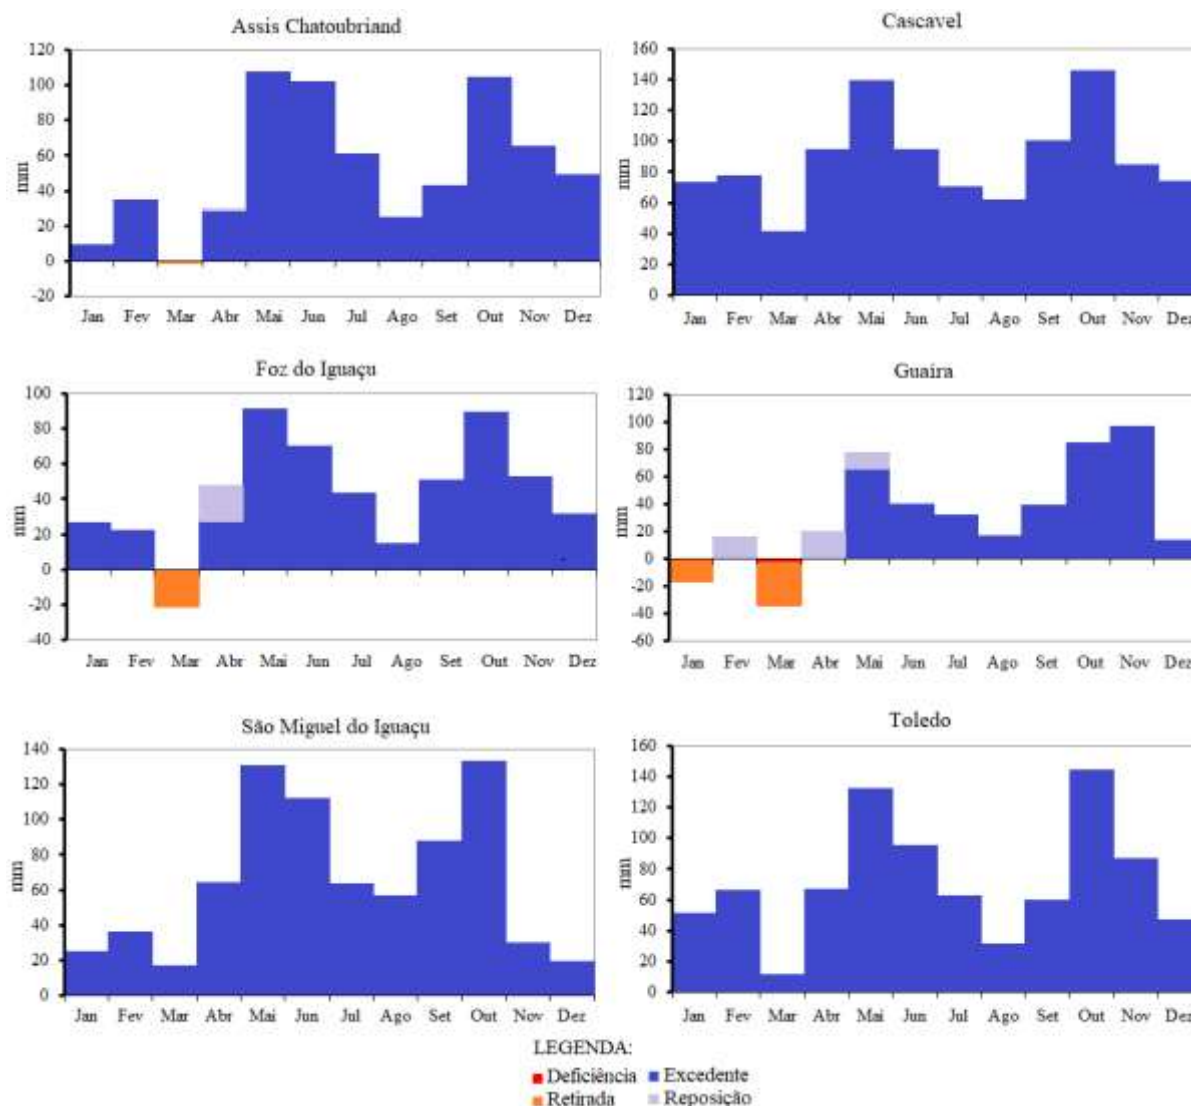 Assis Chatoubriand
mm
120
100
80
60
40
20
0
-20
Jan Fev Mar Abr Mai Jun Jul Ago Set Out Nov Dez
Cascavel
mm
160
140
120
100
80
60
40
20
0
Jan Fev Mar Abr Mai Jun Jul Ago Set Out Nov Dez
Foz do Iguaçu
mm
100
80
60
40
20
0
-20
-40
Jan Fev Mar Abr Mai Jun Jul Ago Set Out Nov Dez
Guaíra
mm
120
100
80
60
40
20
0
-20
-40
-60
Jan Fev Mar Abr Mai Jun Jul Ago Set Out Nov Dez
São Miguel do Iguaçu
mm
140
120
100
80
60
40
20
0
Jan Fev Mar Abr Mai Jun Jul Ago Set Out Nov Dez
Toledo
mm
160
140
120
100
80
60
40
20
0
Jan Fev Mar Abr Mai Jun Jul Ago Set Out Nov Dez
LEGENDA:
Deficiência Excedente
Retirada Reposição